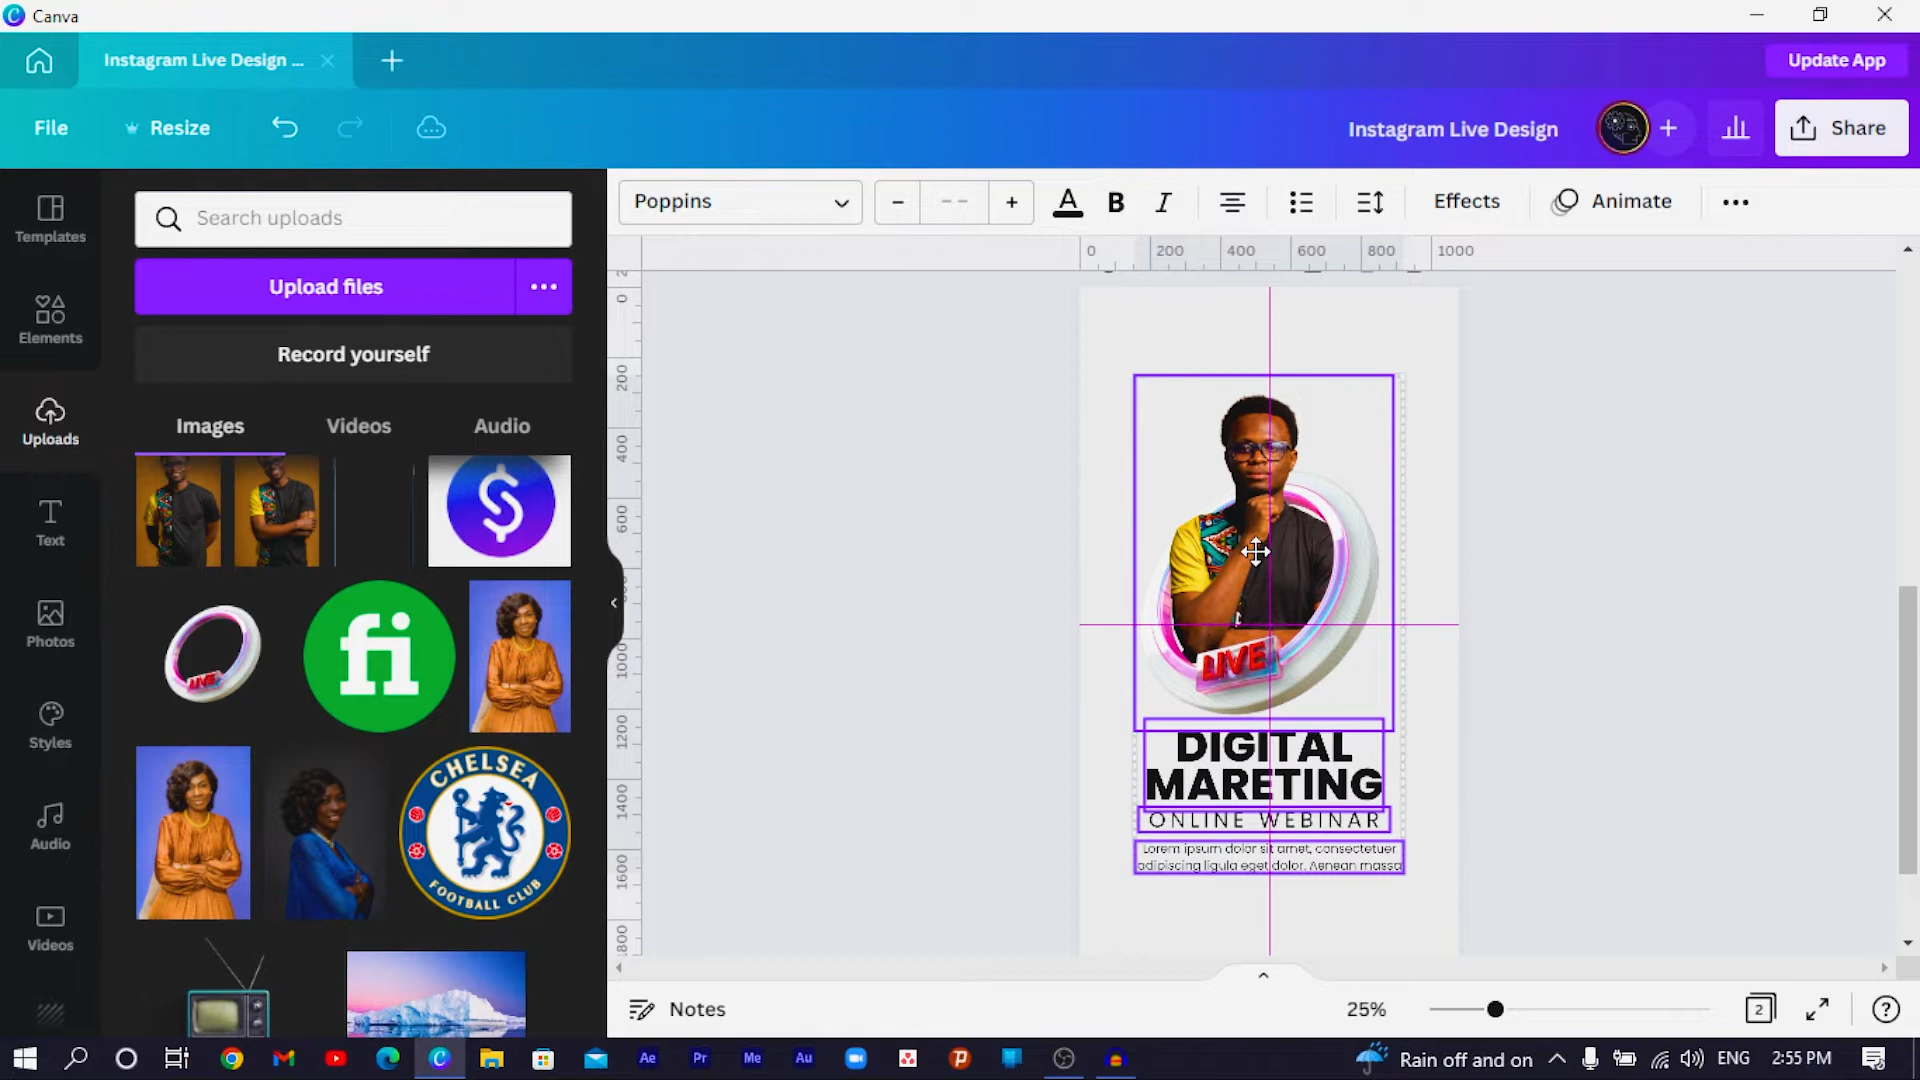 Canva
Instagram Live Design ...
Update App
File
Resize
Instagram Live Design
Share
Templates
Elements
Uploads
Text
Photos
Styles
Audio
Videos
Search uploads
Upload files
Record yourself
Images
Videos
Audio
$
LIVE
fi
CHELSEA
FOOTBALL CLUB
Poppins
- --
+
A
B
I
Effects
Animate
0
200
400
600
800
1000
0
200
400
600
1000
1200
1400
1600
1800
LIVE
DIGITAL
MARETING
ONLINE WEBINAR
Lorem ipsum dolor sit amet, consectetuer
adipiscing ligula eget dolor. Aenean massa
Notes
25%
2
?
Ae
Pr
Me
Au
Rain off and on
ENG
2:55 PM